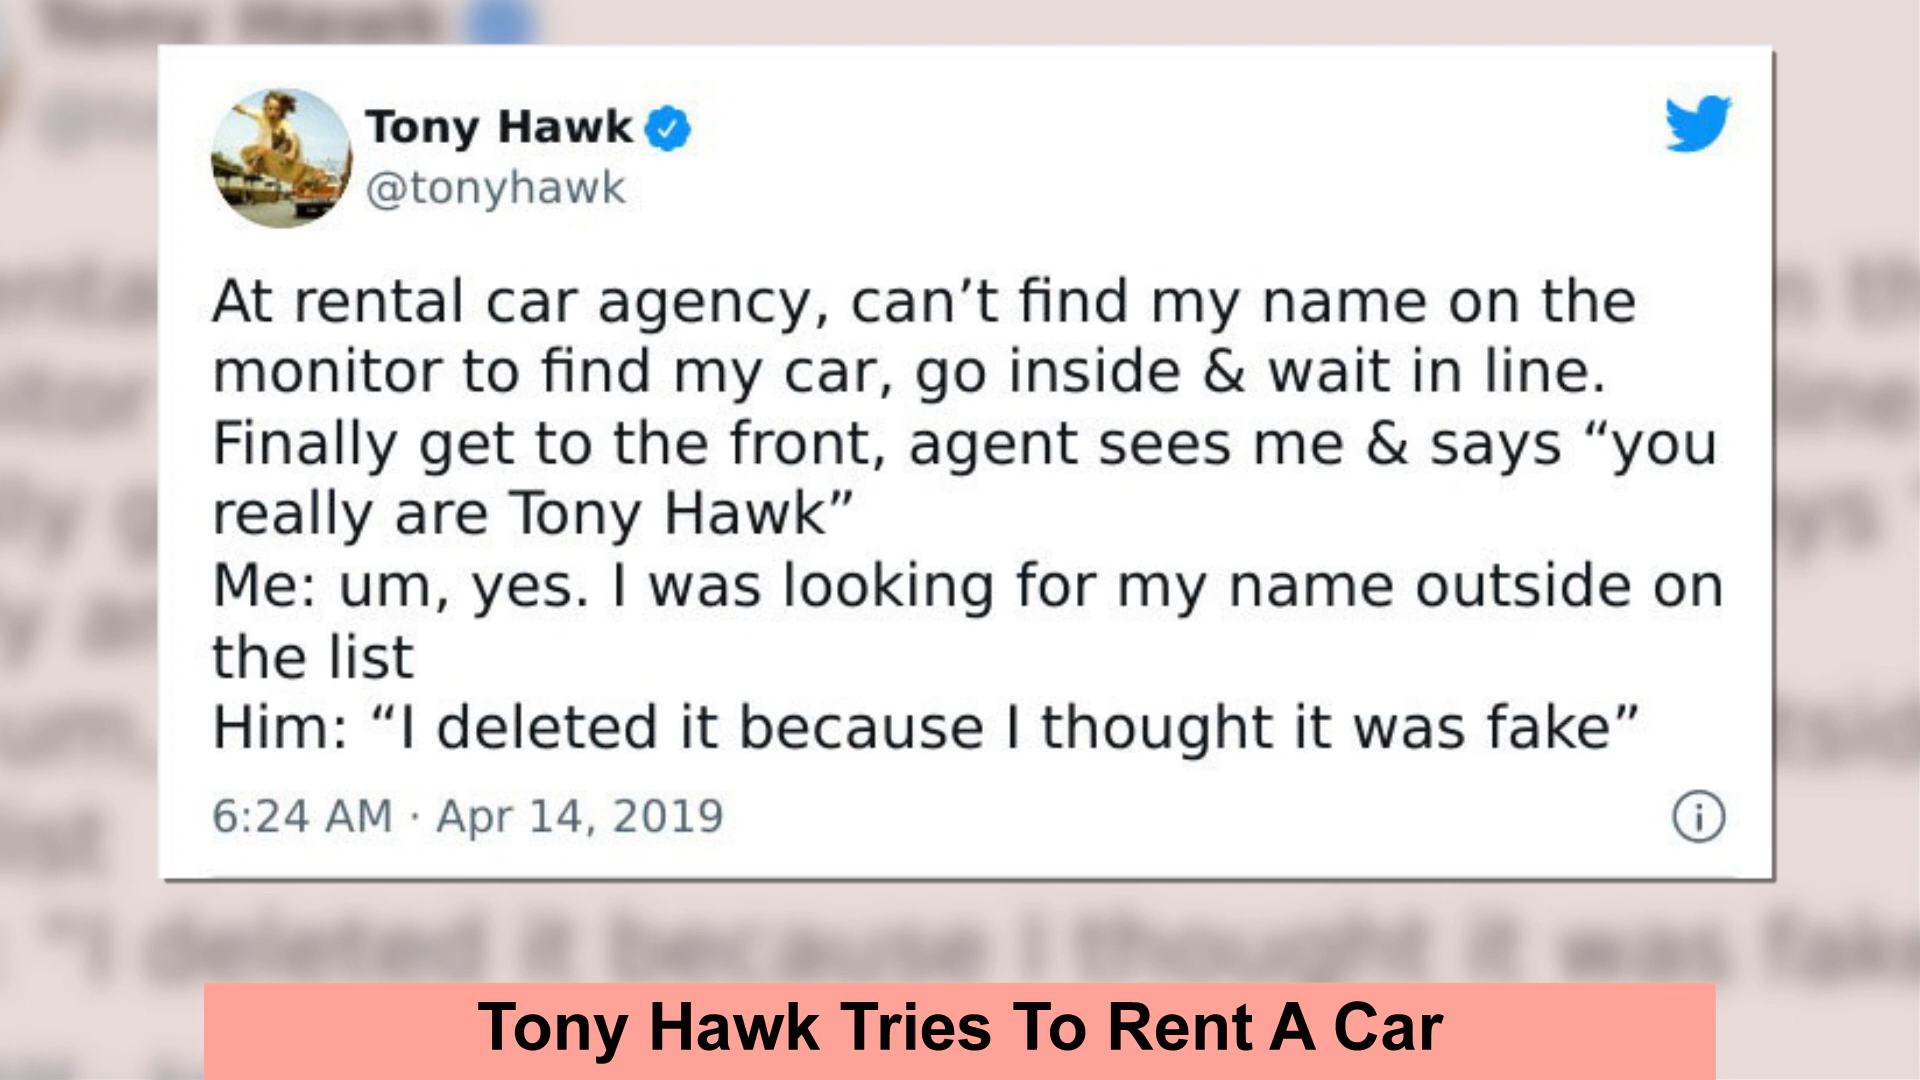 Tony Hawk
@tonyhawk
At rental car agency, can’t find my name on the
monitor to find my car, go inside & wait in line.
Finally get to the front, agent sees me & says “you
really are Tony Hawk”
Me: um, yes. I was looking for my name outside on
the list
Him: “I deleted it because I thought it was fake”
6:24 AM · Apr 14, 2019
Tony Hawk Tries To Rent A Car